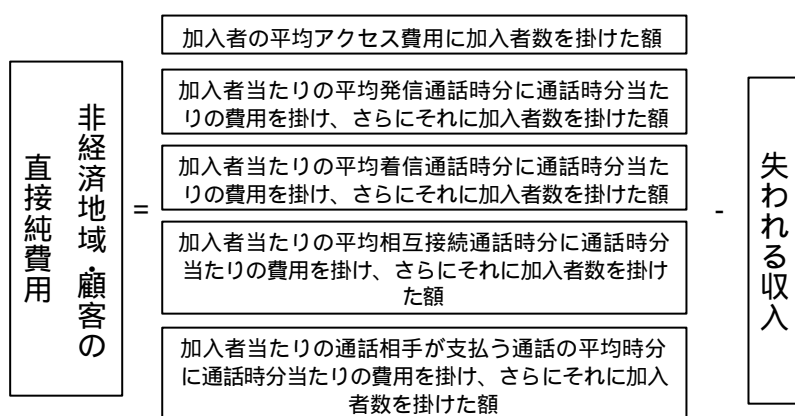 非経済地域・顧客の
直接純費用
=
加入者の平均アクセス費用に加入者数を掛けた額
加入者当たりの平均発信通話時分に通話時分当た
りの費用を掛け、さらにそれに加入者数を掛けた額
加入者当たりの平均着信通話時分に通話時分当た
りの費用を掛け、さらにそれに加入者数を掛けた額
加入者当たりの平均相互接続通話時分に通話時分
当たりの費用を掛け、さらにそれに加入者数を掛け
た額
加入者当たりの通話相手が支払う通話の平均時分
に通話時分当たりの費用を掛け、さらにそれに加入
者数を掛けた額
-
失われる収入